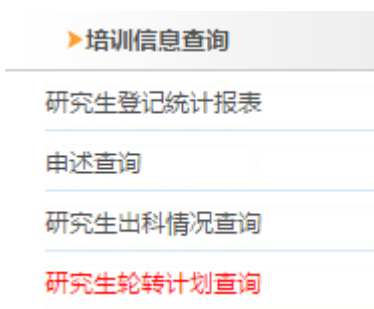 ➤培训信息查询
研究生登记统计报表
申述查询
研究生出科情况查询
研究生轮转计划查询